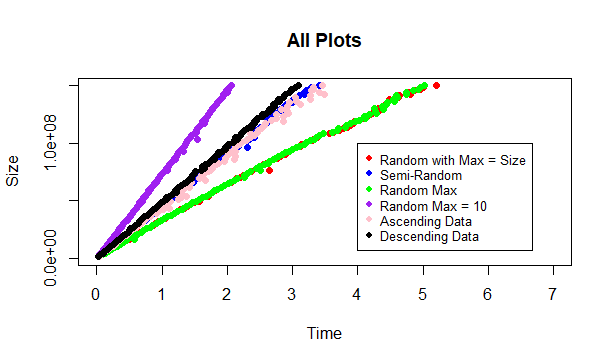 All Plots
Size
1.0e+08
0.0e+00
Random with Max = Size
Semi-Random
Random Max
Random Max = 10
Ascending Data
Descending Data
0 1 2 3 4 5 6 7
Time